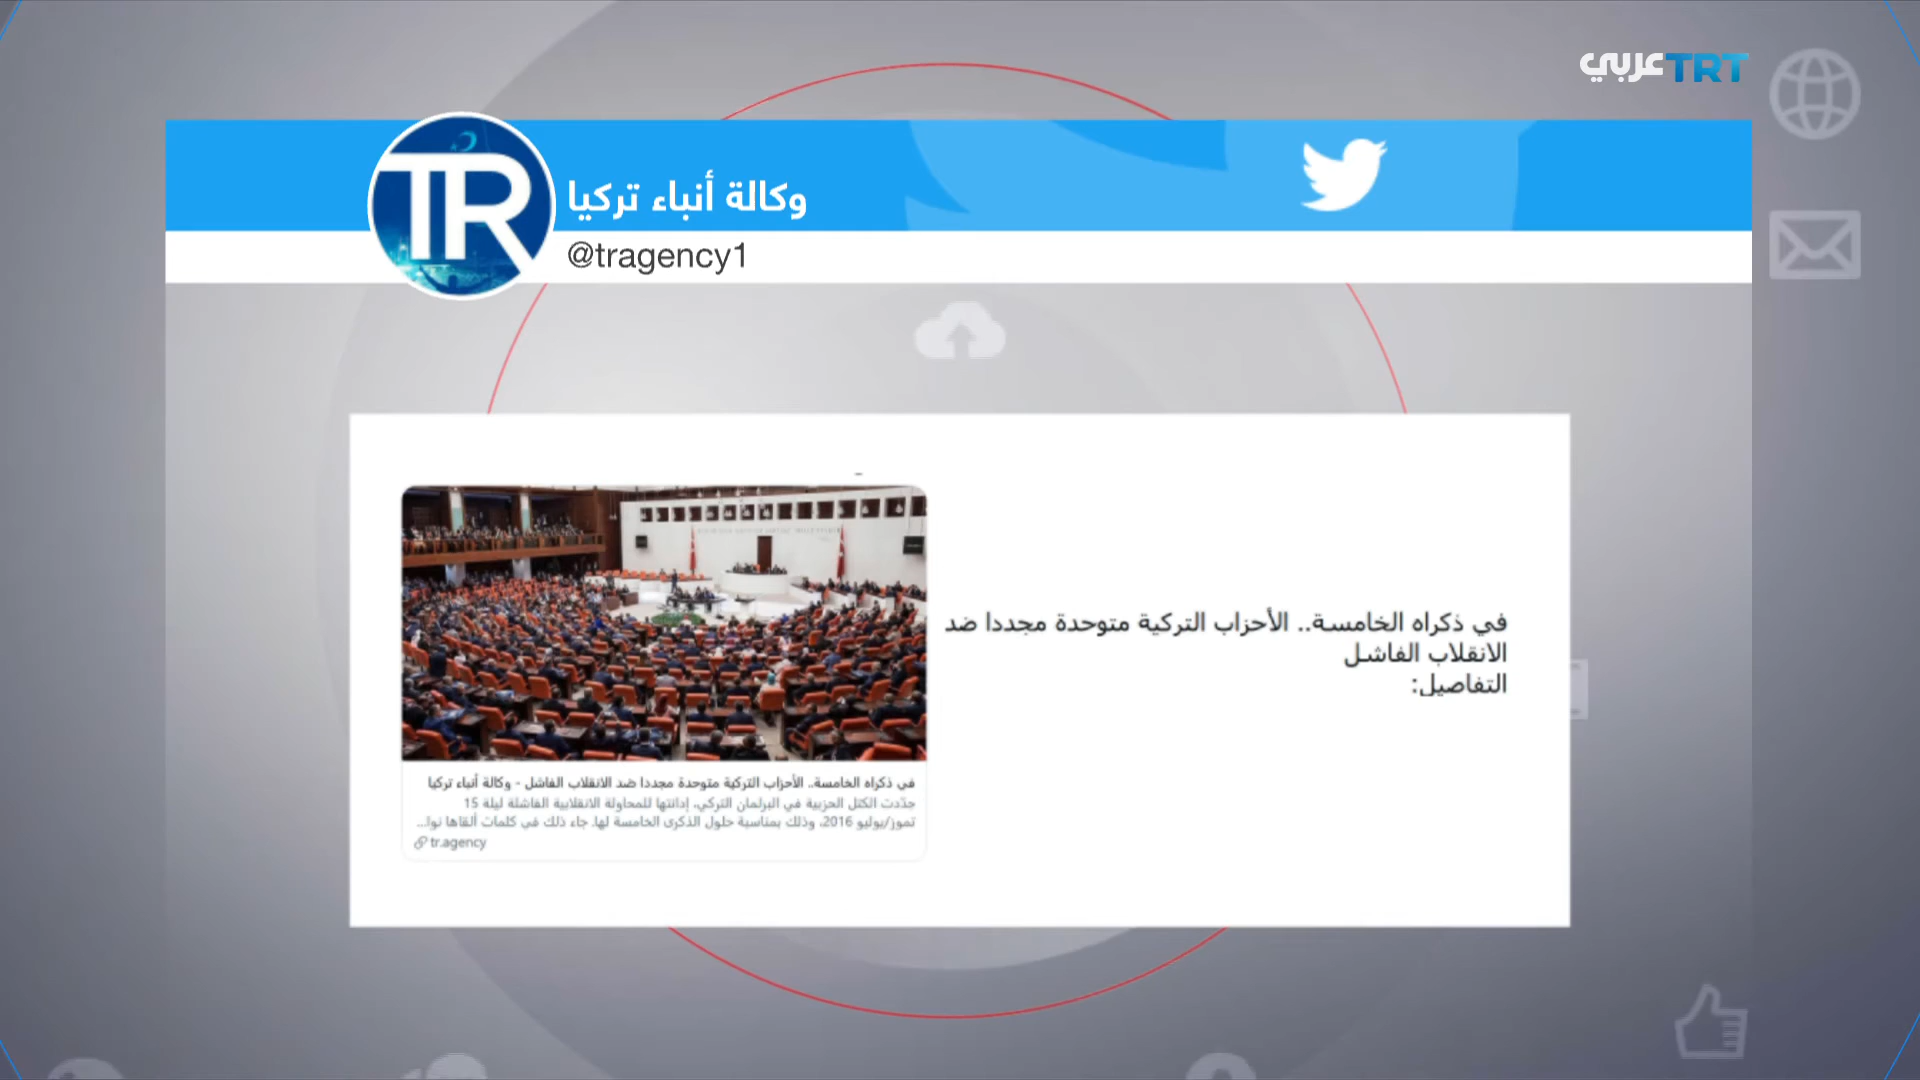 TRT عربي
TR
وكالة أنباء تركيا
@tragency1
في ذكراه الخامسة.. الأحزاب التركية متوحدة مجددا ضد
الانقلاب الفاشل
التفاصيل:
في ذكراه الخامسة.. الأحزاب التركية متوحدة مجددا ضد الانقلاب الفاشل - وكالة أنباء تركيا
جدّدت الكتل الحزبية في البرلمان التركي، إدانتها للمحاولة الانقلابية الفاشلة ليلة 15
تموز/يوليو 2016، وذلك بمناسبة حلول الذكرى الخامسة لها. جاء ذلك في كلمات ألقاها نوا...
tr.agency